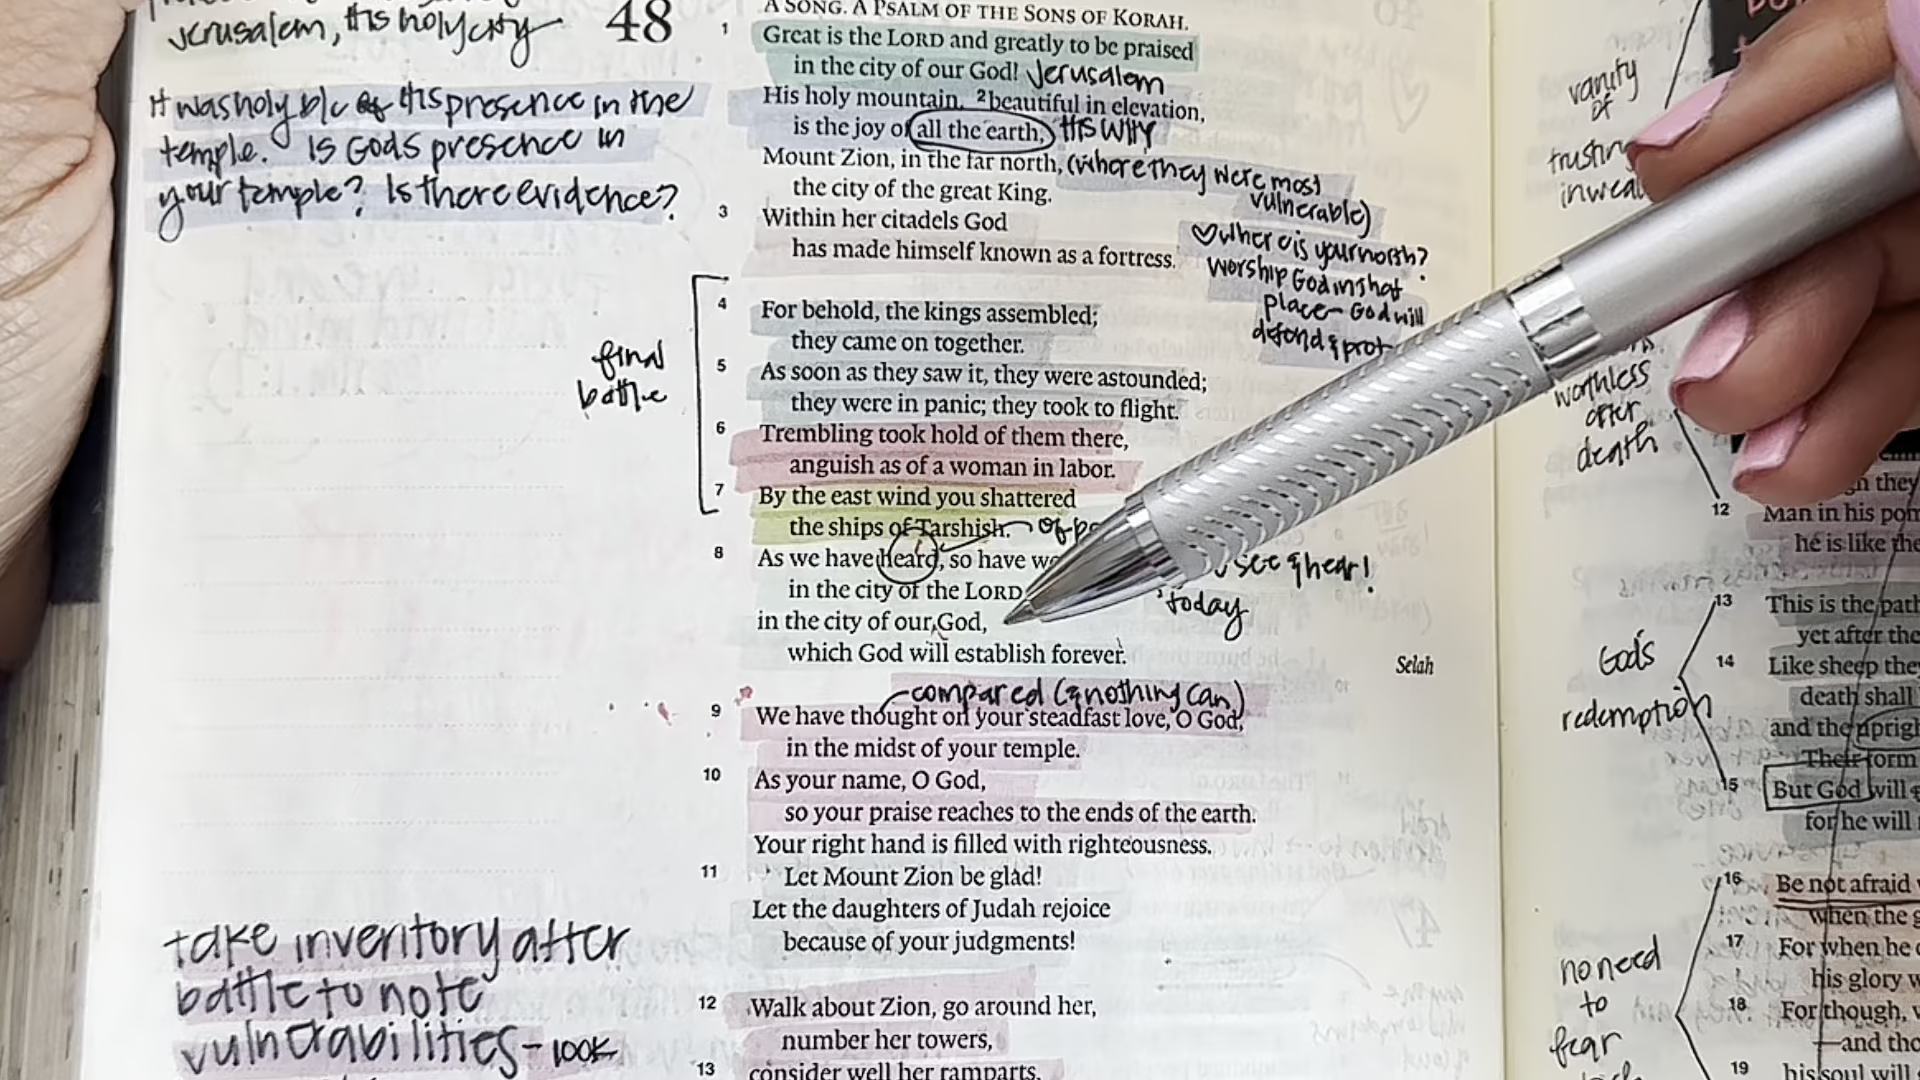 Jerusalem, His holy city
It was holy b/c of His presence in the
temple. Is Gods presence in
your temple? Is there evidence?
final
battle
take inventory after
battle to note
vulnerabilities - look
48
A SONG. A PSALM OF THE SONS OF KORAH.
1 Great is the LORD and greatly to be praised
in the city of our God! Jerusalem
His holy mountain, 2 beautiful in elevation,
is the joy of all the earth, His WHY
Mount Zion, in the far north, (where they were most
vulnerable)
the city of the great King.
3 Within her citadels God
has made himself known as a fortress.
♡ where is your north?
worship God in that
place - God will
defend &
4 For behold, the kings assembled;
they came on together.
5 As soon as they saw it, they were astounded;
they were in panic; they took to flight.
6 Trembling took hold of them there,
anguish as of a woman in labor.
7 By the east wind you shattered
the ships of Tarshish. of
8 As we have heard, so have
see & hear!
in the city of the LORD
today
in the city of our God,
which God will establish forever. Selah
compared (& nothing can)
9 We have thought on your steadfast love, O God,
in the midst of your temple.
10 As your name, O God,
so your praise reaches to the ends of the earth.
Your right hand is filled with righteousness.
11 Let Mount Zion be glad!
Let the daughters of Judah rejoice
because of your judgments!
12 Walk about Zion, go around her,
number her towers,
13 consider well her ramparts,
vanity
of
trusting
in
worthless
after
death
they
12 Man in his
he is like the
God's
redemption
13 This is the path
yet after
14 Like sheep
death shall
and the
Their form
15 But God will
for he will
no need
to
fear
16 Be not afraid
when the
17 For when he
his glory
18 For though,
—and
19 his soul will